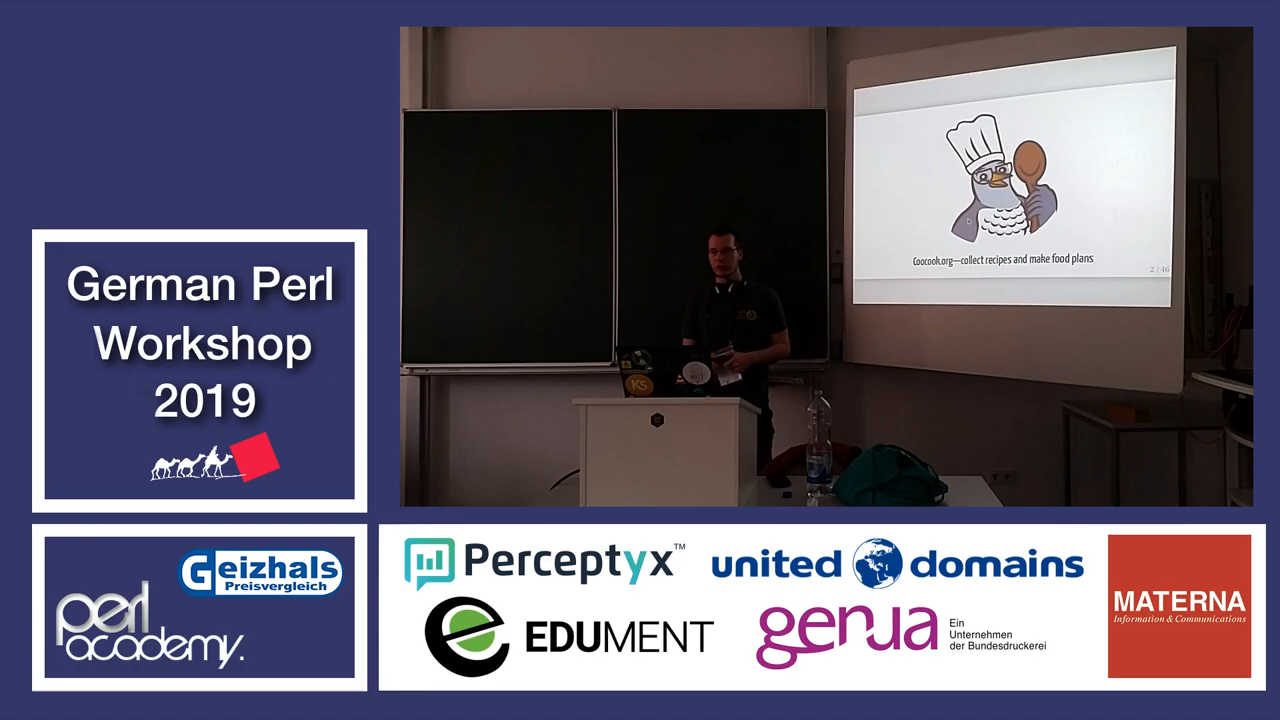 German Perl
Workshop
2019
Coocook.org—collect recipes and make food plans
2 / 46
KS
Geizhals
Preisvergleich
perl
academy.
Perceptyx™
united domains
EDUMENT
genua
Ein
Unternehmen
der Bundesdruckerei
MATERNA
Information & Communications